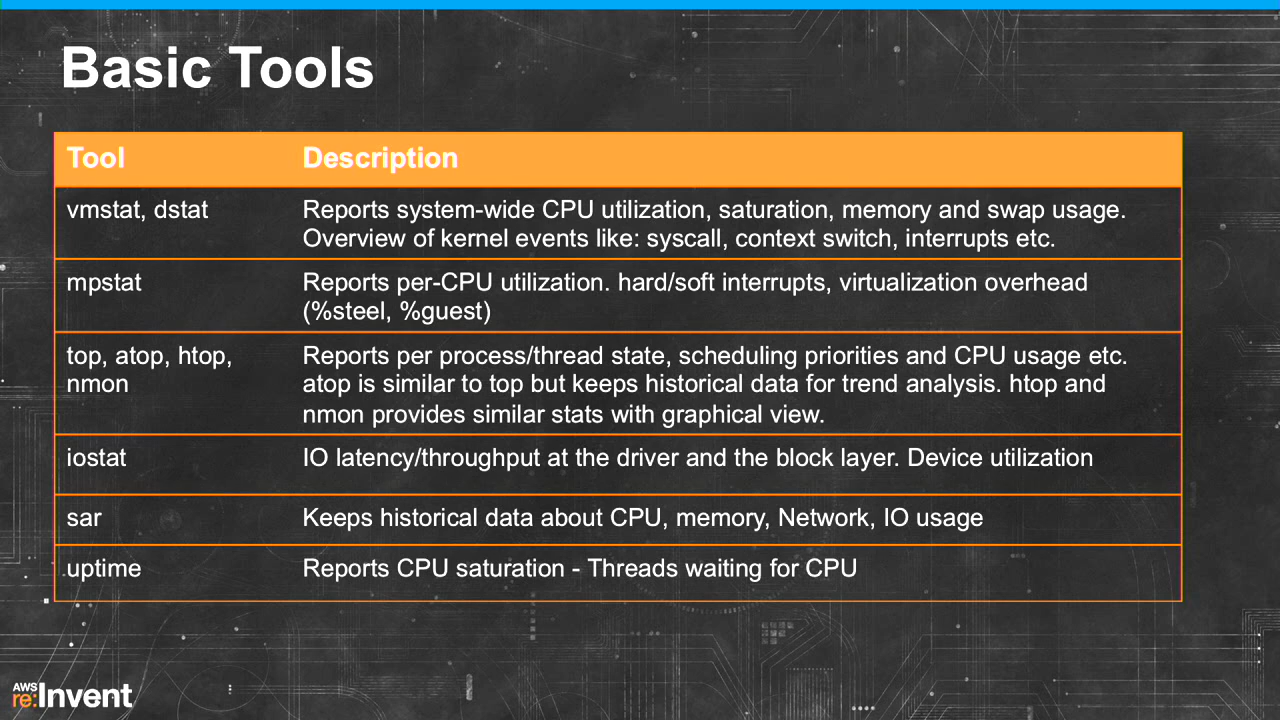 Basic Tools
Tool Description
vmstat, dstat Reports system-wide CPU utilization, saturation, memory and swap usage.
Overview of kernel events like: syscall, context switch, interrupts etc.
mpstat Reports per-CPU utilization. hard/soft interrupts, virtualization overhead
(%steel, %guest)
top, atop, htop, Reports per process/thread state, scheduling priorities and CPU usage etc.
nmon atop is similar to top but keeps historical data for trend analysis. htop and
nmon provides similar stats with graphical view.
iostat IO latency/throughput at the driver and the block layer. Device utilization
sar Keeps historical data about CPU, memory, Network, IO usage
uptime Reports CPU saturation - Threads waiting for CPU
AWS
re:Invent